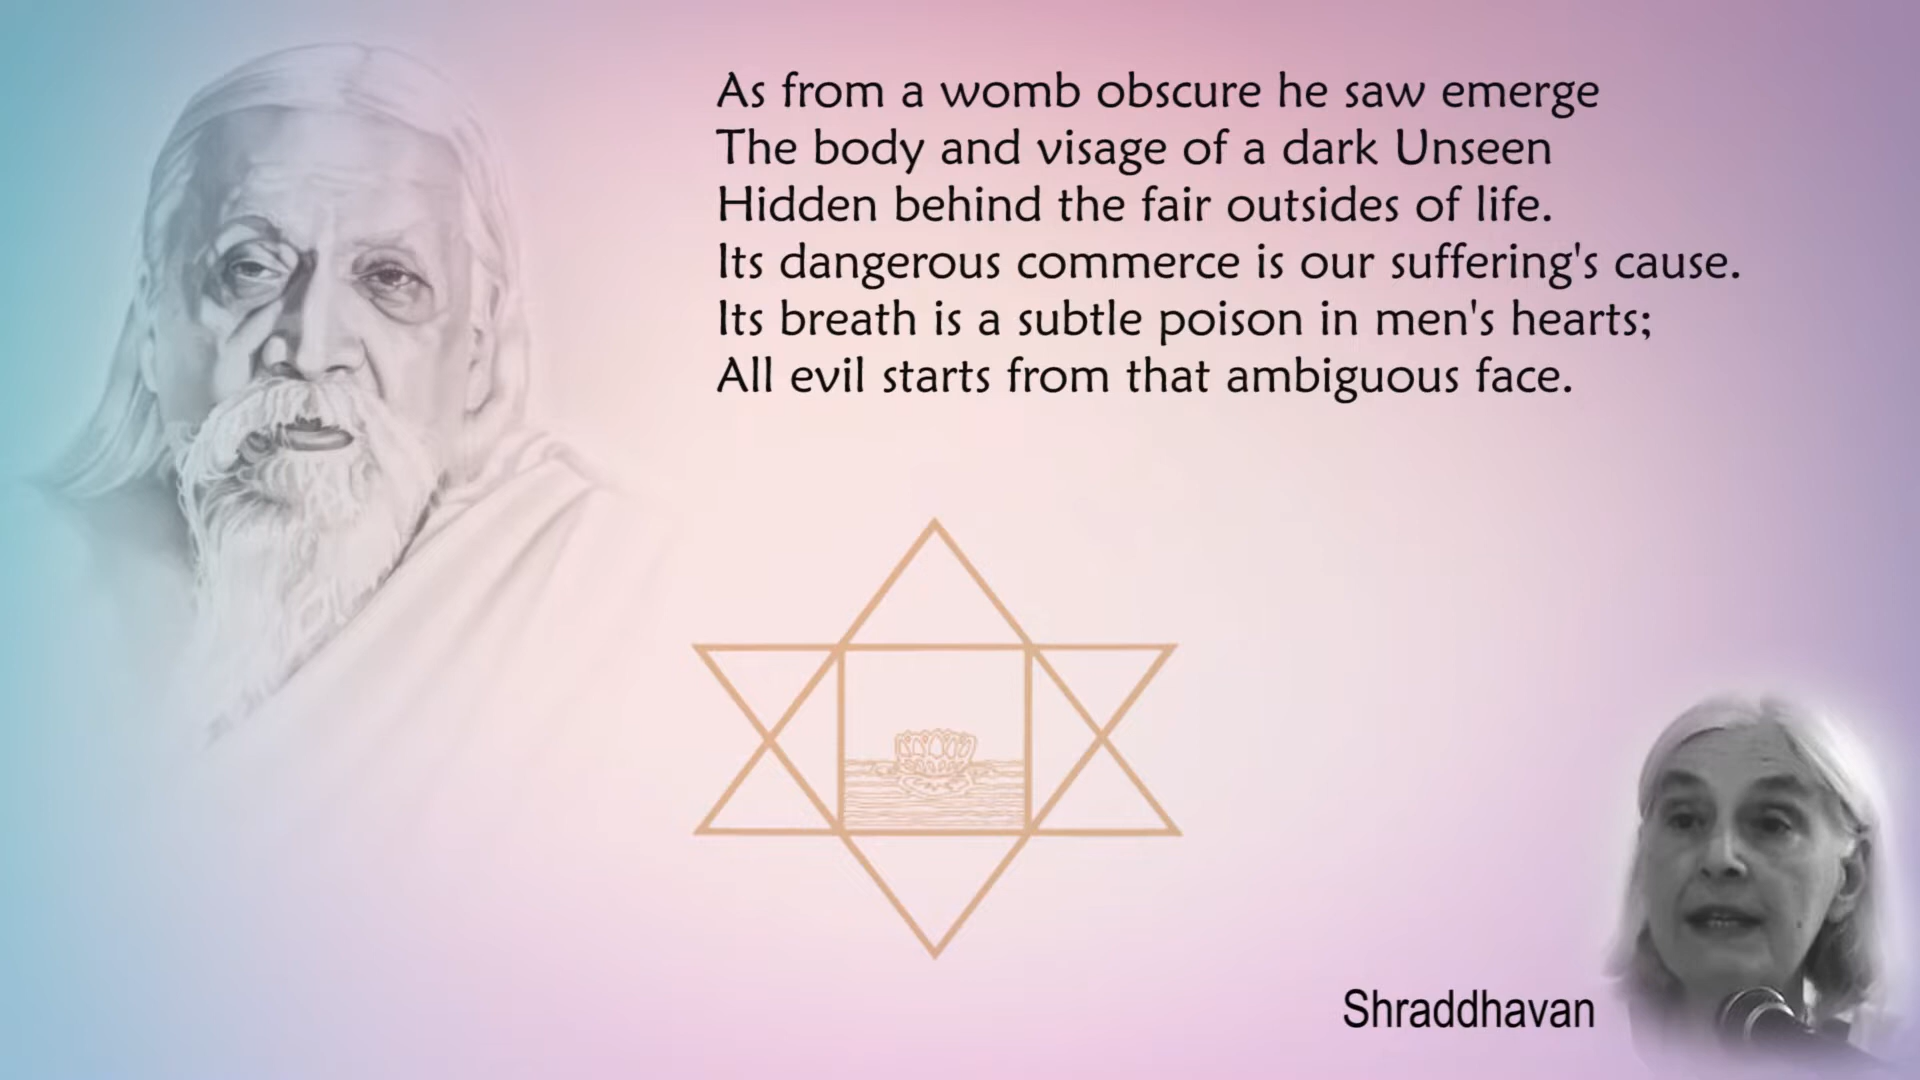 As from a womb obscure he saw emerge
The body and visage of a dark Unseen
Hidden behind the fair outsides of life.
Its dangerous commerce is our suffering's cause.
Its breath is a subtle poison in men's hearts;
All evil starts from that ambiguous face.
Shraddhavan